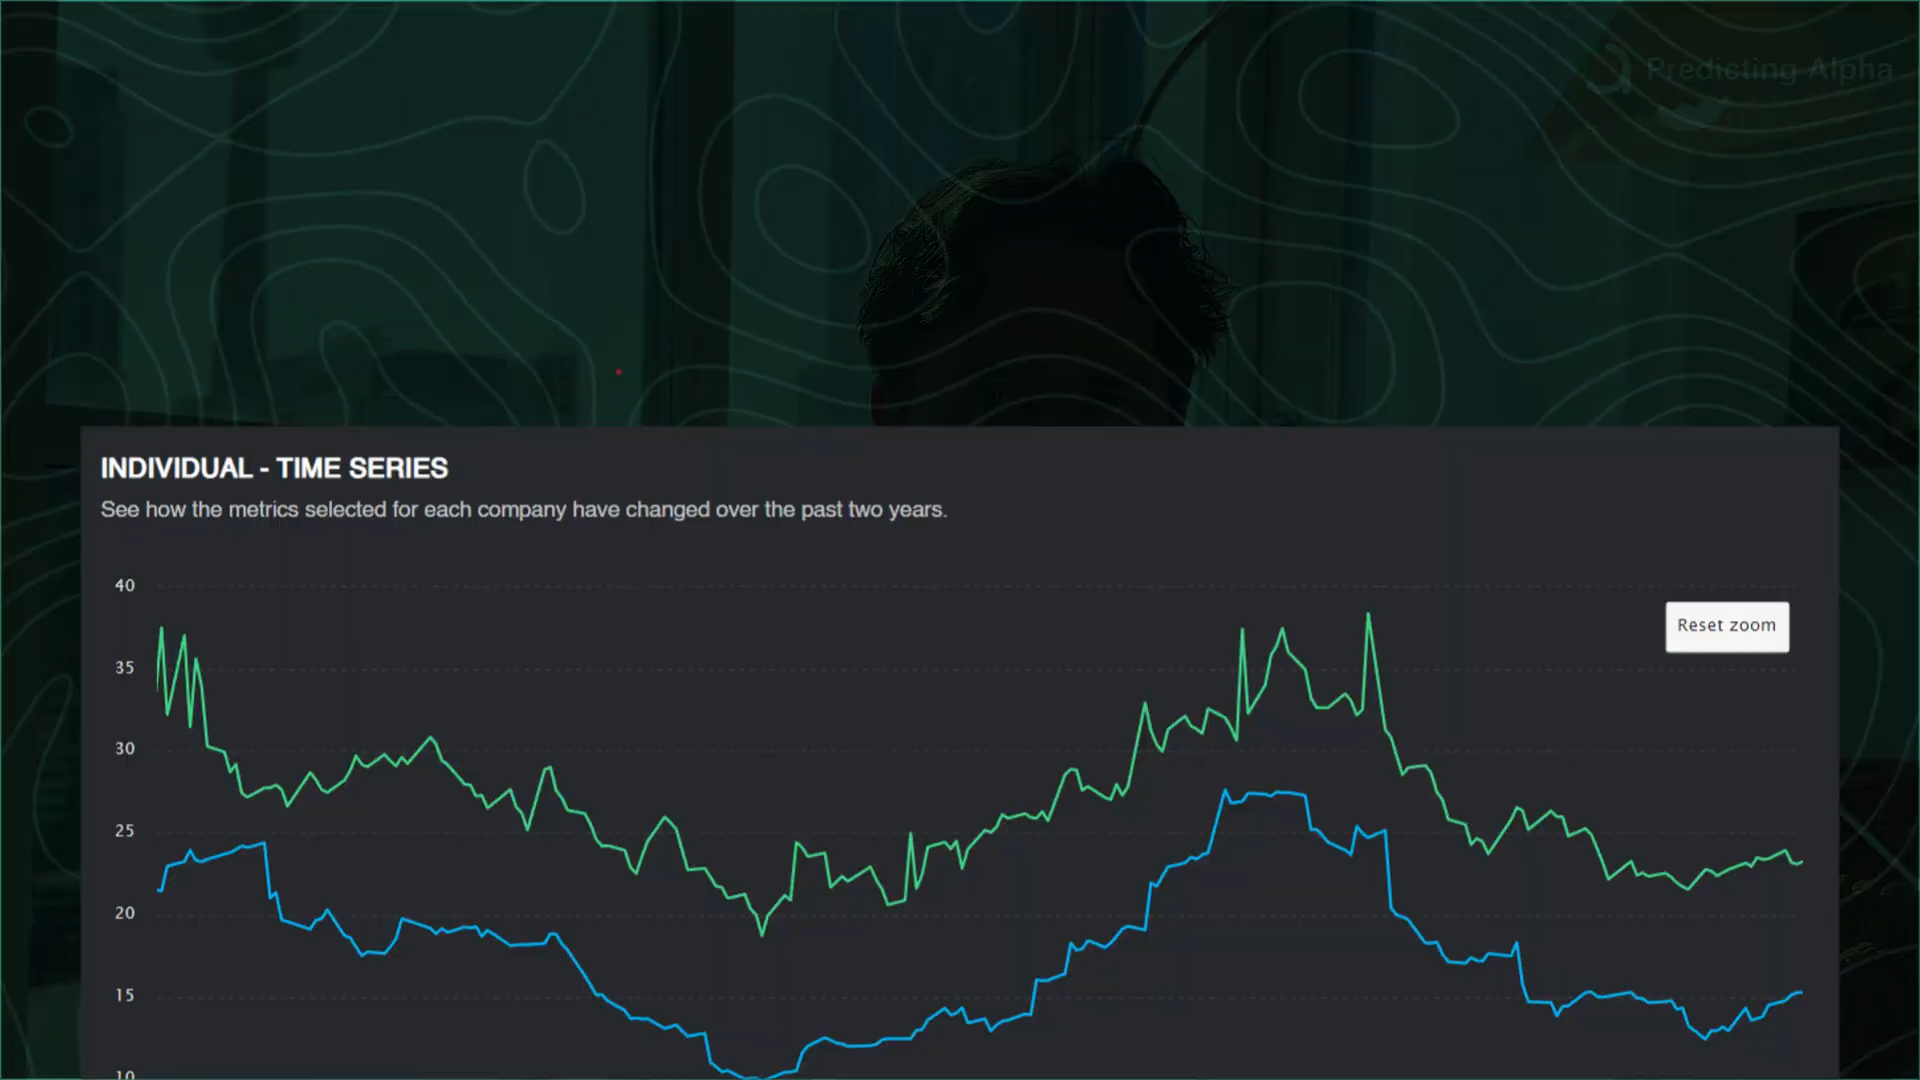 Predicting Alpha
INDIVIDUAL - TIME SERIES
See how the metrics selected for each company have changed over the past two years.
40
Reset zoom
35
30
25
20
15
10